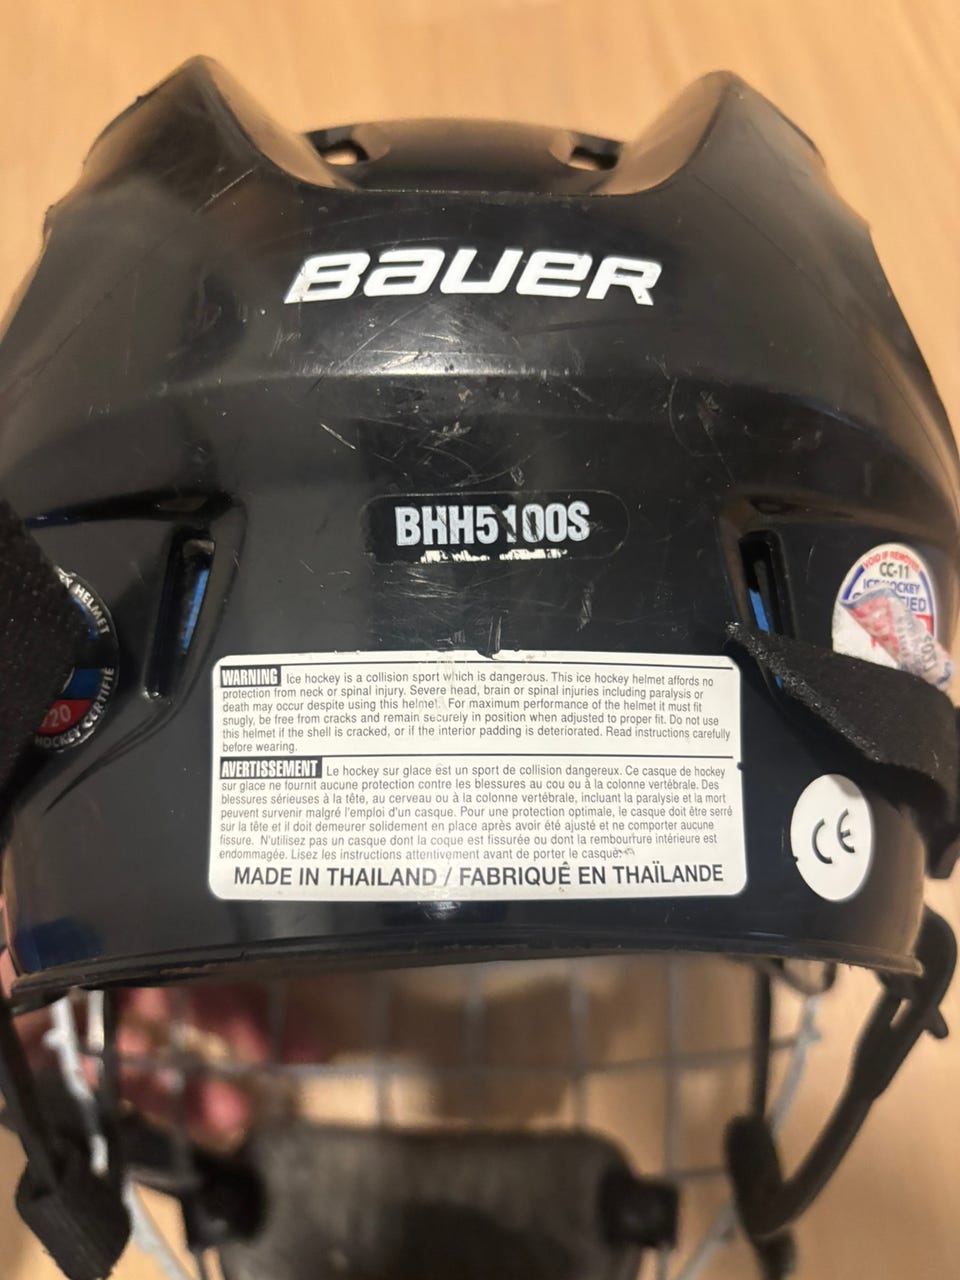 BAUER
BHH5100S
VOID IF REMOVED
CC-11
HELMET
720
HOCKEY CERTIFIÉ
WARNING Ice hockey is a collision sport which is dangerous. This ice hockey helmet affords no
protection from neck or spinal injury. Severe head, brain or spinal injuries including paralysis or
death may occur despite using this helmet. For maximum performance of the helmet it must fit
snugly, be free from cracks and remain securely in position when adjusted to proper fit. Do not use
this helmet if the shell is cracked, or if the interior padding is deteriorated. Read instructions carefully
before wearing.
AVERTISSEMENT Le hockey sur glace est un sport de collision dangereux. Ce casque de hockey
sur glace ne fournit aucune protection contre les blessures au cou ou à la colonne vertébrale. Des
blessures sérieuses à la tête, au cerveau ou à la colonne vertébrale, incluant la paralysie et la mort
peuvent survenir malgré l'emploi d'un casque. Pour une protection optimale, le casque doit être serré
sur la tête et il doit demeurer solidement en place après avoir été ajusté et ne comporter aucune
fissure. N'utilisez pas un casque dont la coque est fissurée ou dont la rembourrure intérieure est
endommagée. Lisez les instructions attentivement avant de porter le casque.
MADE IN THAILAND / FABRIQUÉ EN THAÏLANDE
CE